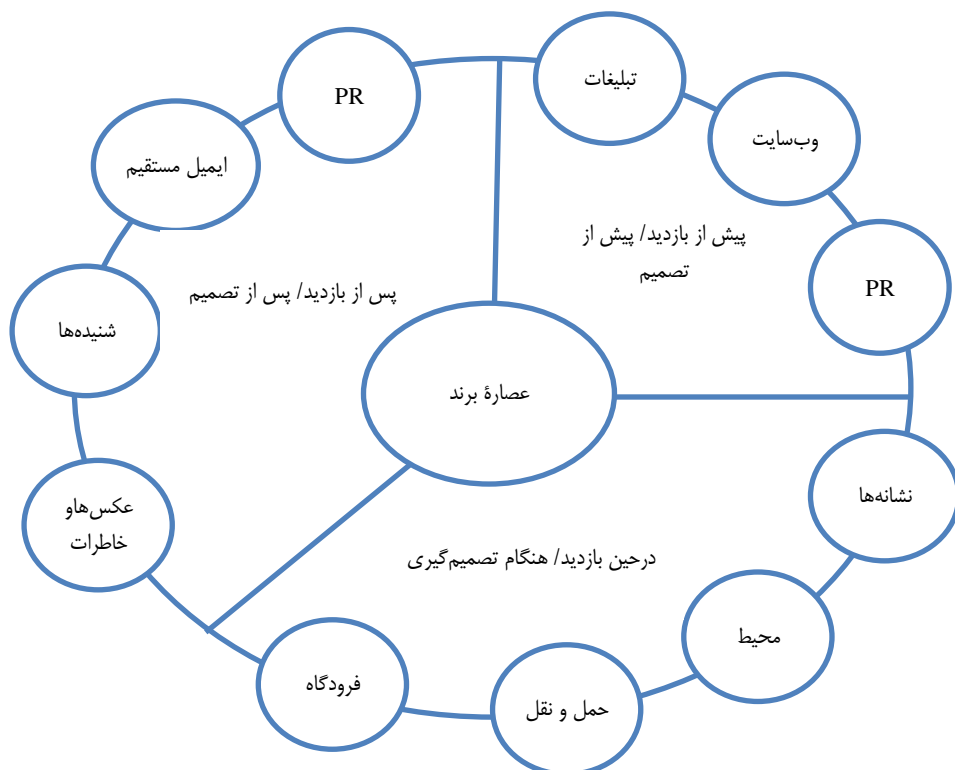 تبلیغات
وب‌سایت
PR
پیش از بازدید/ پیش از
تصمیم
PR
ایمیل مستقیم
شنیده‌ها
پس از بازدید/ پس از تصمیم
عصارۀ برند
عکس‌هاو
خاطرات
نشانه‌ها
درحین بازدید/ هنگام تصمیم‌گیری
محیط
حمل و نقل
فرودگاه